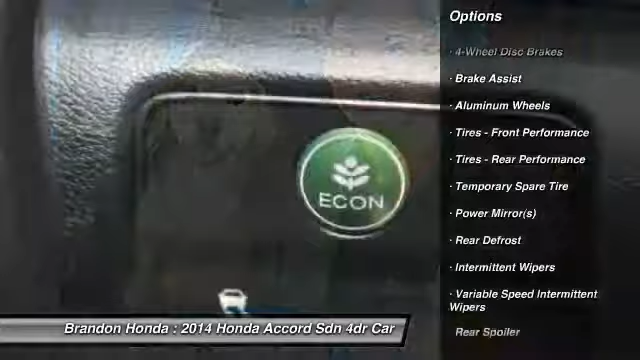 Options
· 4-Wheel Disc Brakes
· Brake Assist
· Aluminum Wheels
· Tires - Front Performance
· Tires - Rear Performance
· Temporary Spare Tire
· Power Mirror(s)
· Rear Defrost
· Intermittent Wipers
· Variable Speed Intermittent
Wipers
Rear Spoiler
ECON
Brandon Honda : 2014 Honda Accord Sdn 4dr Car